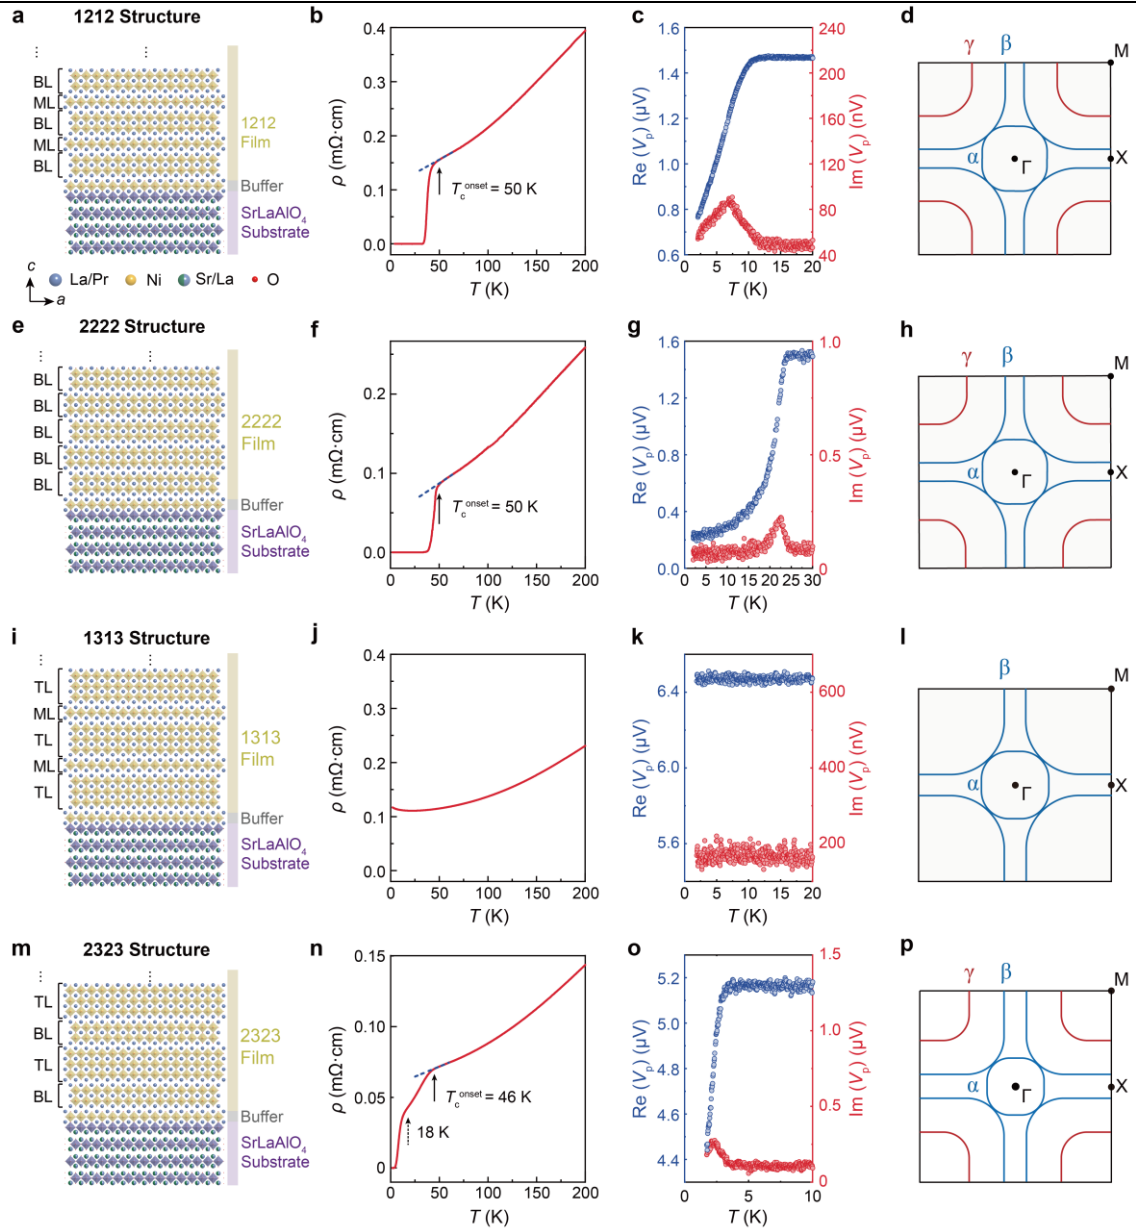 a
1212 Structure
⋮
⋮
BL
ML
BL
ML
BL
1212
Film
Buffer
SrLaAlO₄
Substrate
c
a
La/Pr
Ni
Sr/La
O
b
ρ (mΩ·cm)
0.4
0.3
0.2
0.1
0.0
T_c^onset = 50 K
0 50 100 150 200
T (K)
c
Re (Vₚ) (µV)
1.6
1.4
1.2
1.0
0.8
0.6
240
200
160
120
80
40
Im (Vₚ) (nV)
0 5 10 15 20
T (K)
d
γ
β
M
α
Γ
X
e
2222 Structure
⋮
⋮
BL
BL
BL
BL
BL
2222
Film
Buffer
SrLaAlO₄
Substrate
f
ρ (mΩ·cm)
0.2
0.1
0.0
T_c^onset = 50 K
0 50 100 150 200
T (K)
g
Re (Vₚ) (µV)
1.6
1.2
0.8
0.4
0.0
1.0
0.5
0
Im (Vₚ) (µV)
5 10 15 20 25 30
T (K)
h
γ
β
M
α
Γ
X
i
1313 Structure
⋮
⋮
TL
ML
TL
ML
TL
1313
Film
Buffer
SrLaAlO₄
Substrate
j
ρ (mΩ·cm)
0.4
0.3
0.2
0.1
0.0
0 50 100 150 200
T (K)
k
Re (Vₚ) (µV)
6.4
6.0
5.6
600
400
200
Im (Vₚ) (nV)
0 5 10 15 20
T (K)
l
β
M
α
Γ
X
m
2323 Structure
⋮
⋮
TL
BL
TL
BL
2323
Film
Buffer
SrLaAlO₄
Substrate
n
ρ (mΩ·cm)
0.15
0.10
0.05
0
T_c^onset = 46 K
18 K
0 50 100 150 200
T (K)
o
Re (Vₚ) (µV)
5.2
5.0
4.8
4.6
4.4
1.5
1.0
0.5
0
Im (Vₚ) (µV)
0 5 10
T (K)
p
γ
β
M
α
Γ
X